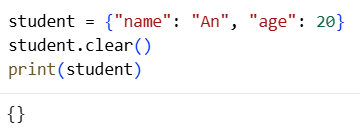 student = {"name": "An", "age": 20}
student.clear()
print(student)
{}